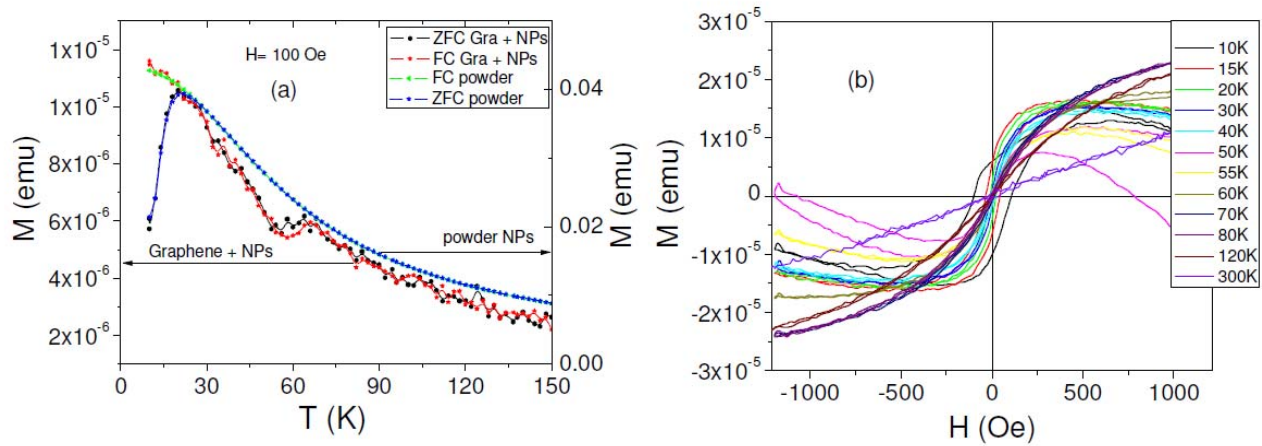 1x10⁻⁵
1x10⁻⁵
8x10⁻⁶
6x10⁻⁶
4x10⁻⁶
2x10⁻⁶
M (emu)
0 30 60 90 120 150
T (K)
0.04
0.02
0.00
M (emu)
H= 100 Oe
(a)
ZFC Gra + NPs
FC Gra + NPs
FC powder
ZFC powder
Graphene + NPs
powder NPs
3x10⁻⁵
2x10⁻⁵
1x10⁻⁵
0
-1x10⁻⁵
-2x10⁻⁵
-3x10⁻⁵
M (emu)
-1000 -500 0 500 1000
H (Oe)
(b)
10K
15K
20K
30K
40K
50K
55K
60K
70K
80K
120K
300K